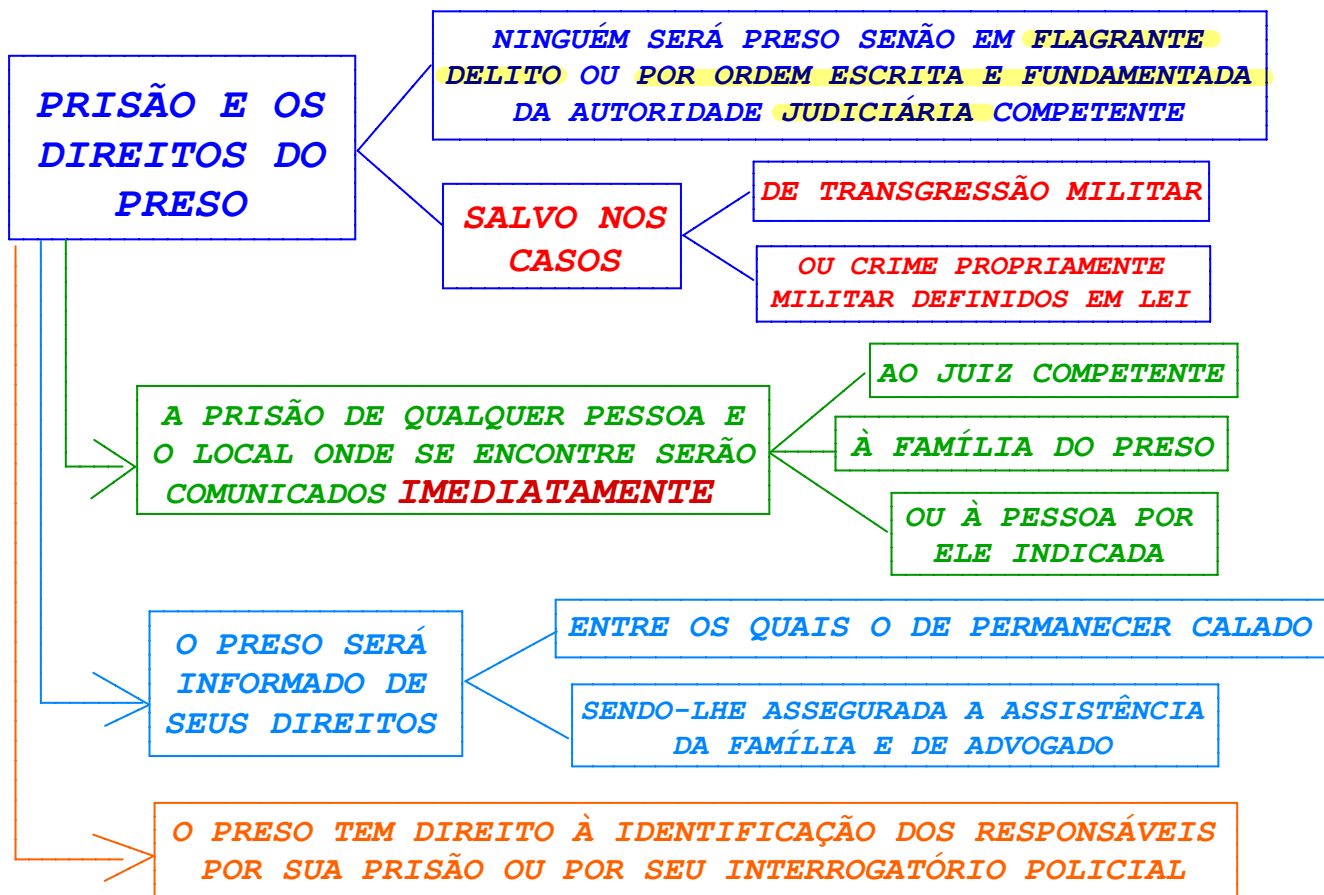 PRISÃO E OS
DIREITOS DO
PRESO
NINGUÉM SERÁ PRESO SENÃO EM FLAGRANTE
DELITO OU POR ORDEM ESCRITA E FUNDAMENTADA
DA AUTORIDADE JUDICIÁRIA COMPETENTE
SALVO NOS
CASOS
DE TRANSGRESSÃO MILITAR
OU CRIME PROPRIAMENTE
MILITAR DEFINIDOS EM LEI
A PRISÃO DE QUALQUER PESSOA E
O LOCAL ONDE SE ENCONTRE SERÃO
COMUNICADOS IMEDIATAMENTE
AO JUIZ COMPETENTE
À FAMÍLIA DO PRESO
OU À PESSOA POR
ELE INDICADA
O PRESO SERÁ
INFORMADO DE
SEUS DIREITOS
ENTRE OS QUAIS O DE PERMANECER CALADO
SENDO-LHE ASSEGURADA A ASSISTÊNCIA
DA FAMÍLIA E DE ADVOGADO
O PRESO TEM DIREITO À IDENTIFICAÇÃO DOS RESPONSÁVEIS
POR SUA PRISÃO OU POR SEU INTERROGATÓRIO POLICIAL